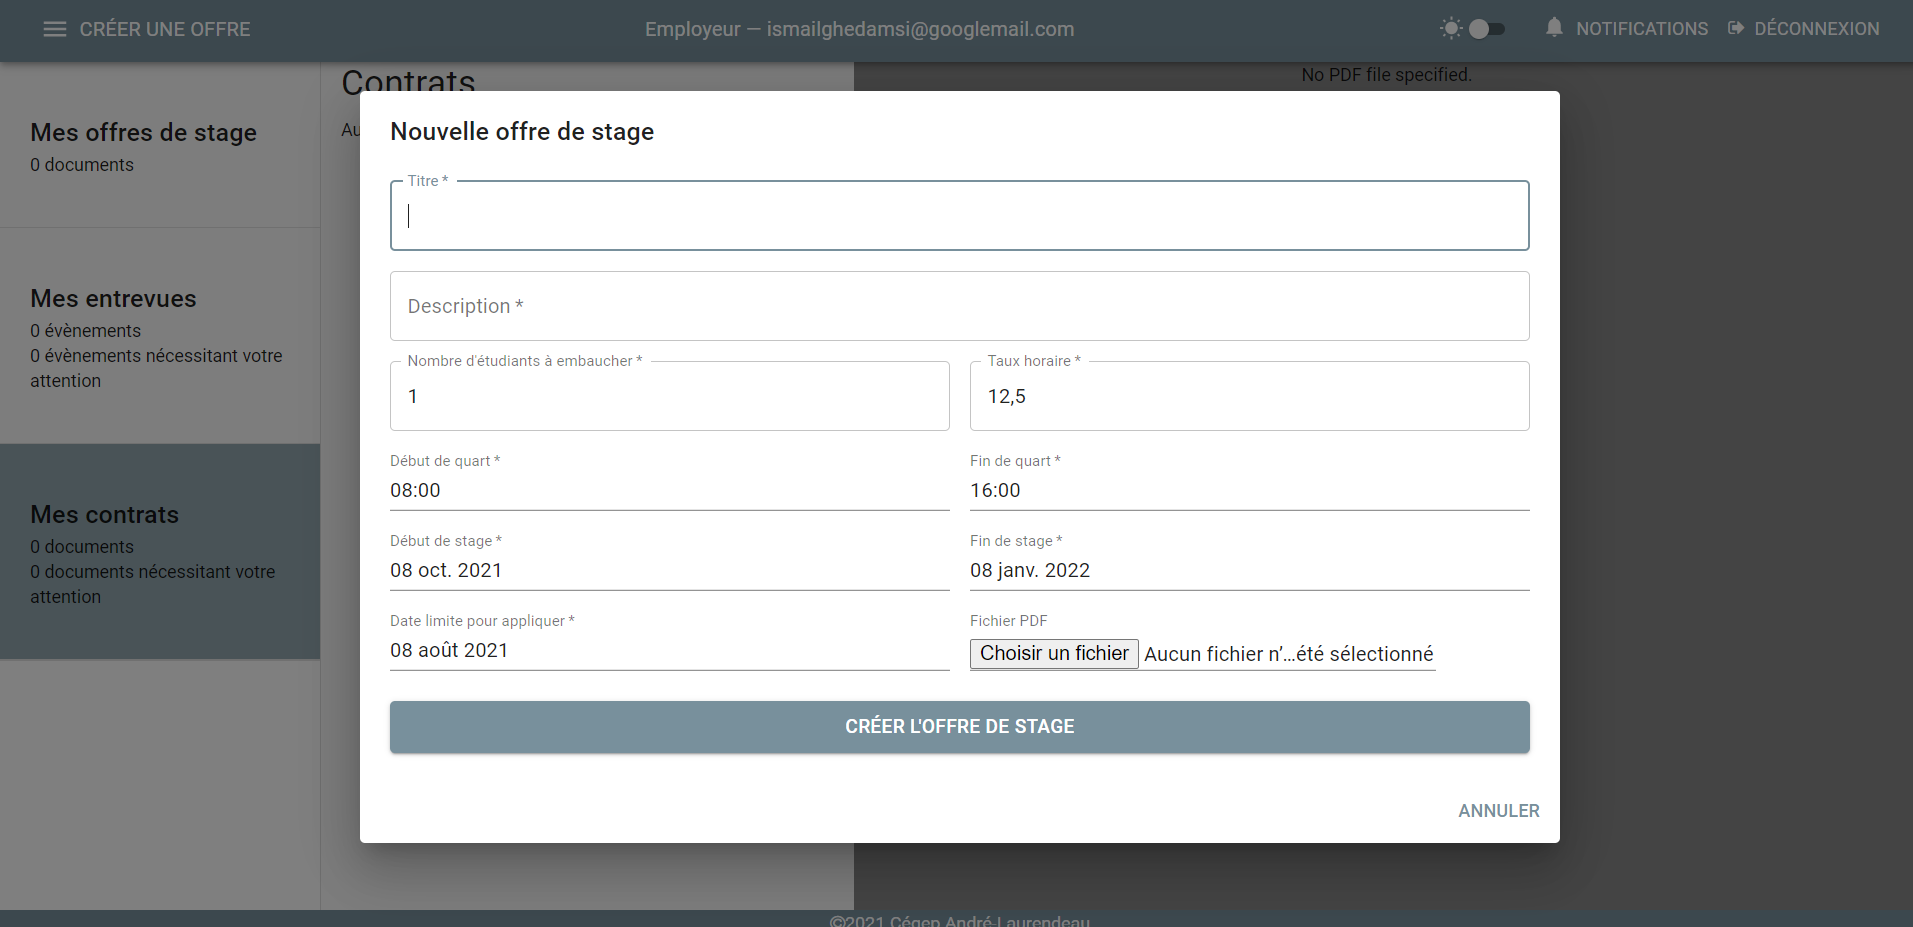 CRÉER UNE OFFRE
Employeur — ismailghedamsi@googlemail.com
NOTIFICATIONS
DÉCONNEXION
Mes offres de stage
0 documents
Mes entrevues
0 évènements
0 évènements nécessitant votre
attention
Mes contrats
0 documents
0 documents nécessitant votre
attention
Contrats
Au
No PDF file specified.
Nouvelle offre de stage
Titre *
Description *
Nombre d'étudiants à embaucher *
1
Taux horaire *
12,5
Début de quart *
08:00
Fin de quart *
16:00
Début de stage *
08 oct. 2021
Fin de stage *
08 janv. 2022
Date limite pour appliquer *
08 août 2021
Fichier PDF
Choisir un fichier Aucun fichier n’…été sélectionné
CRÉER L'OFFRE DE STAGE
ANNULER
©2021 Cégep André-Laurendeau